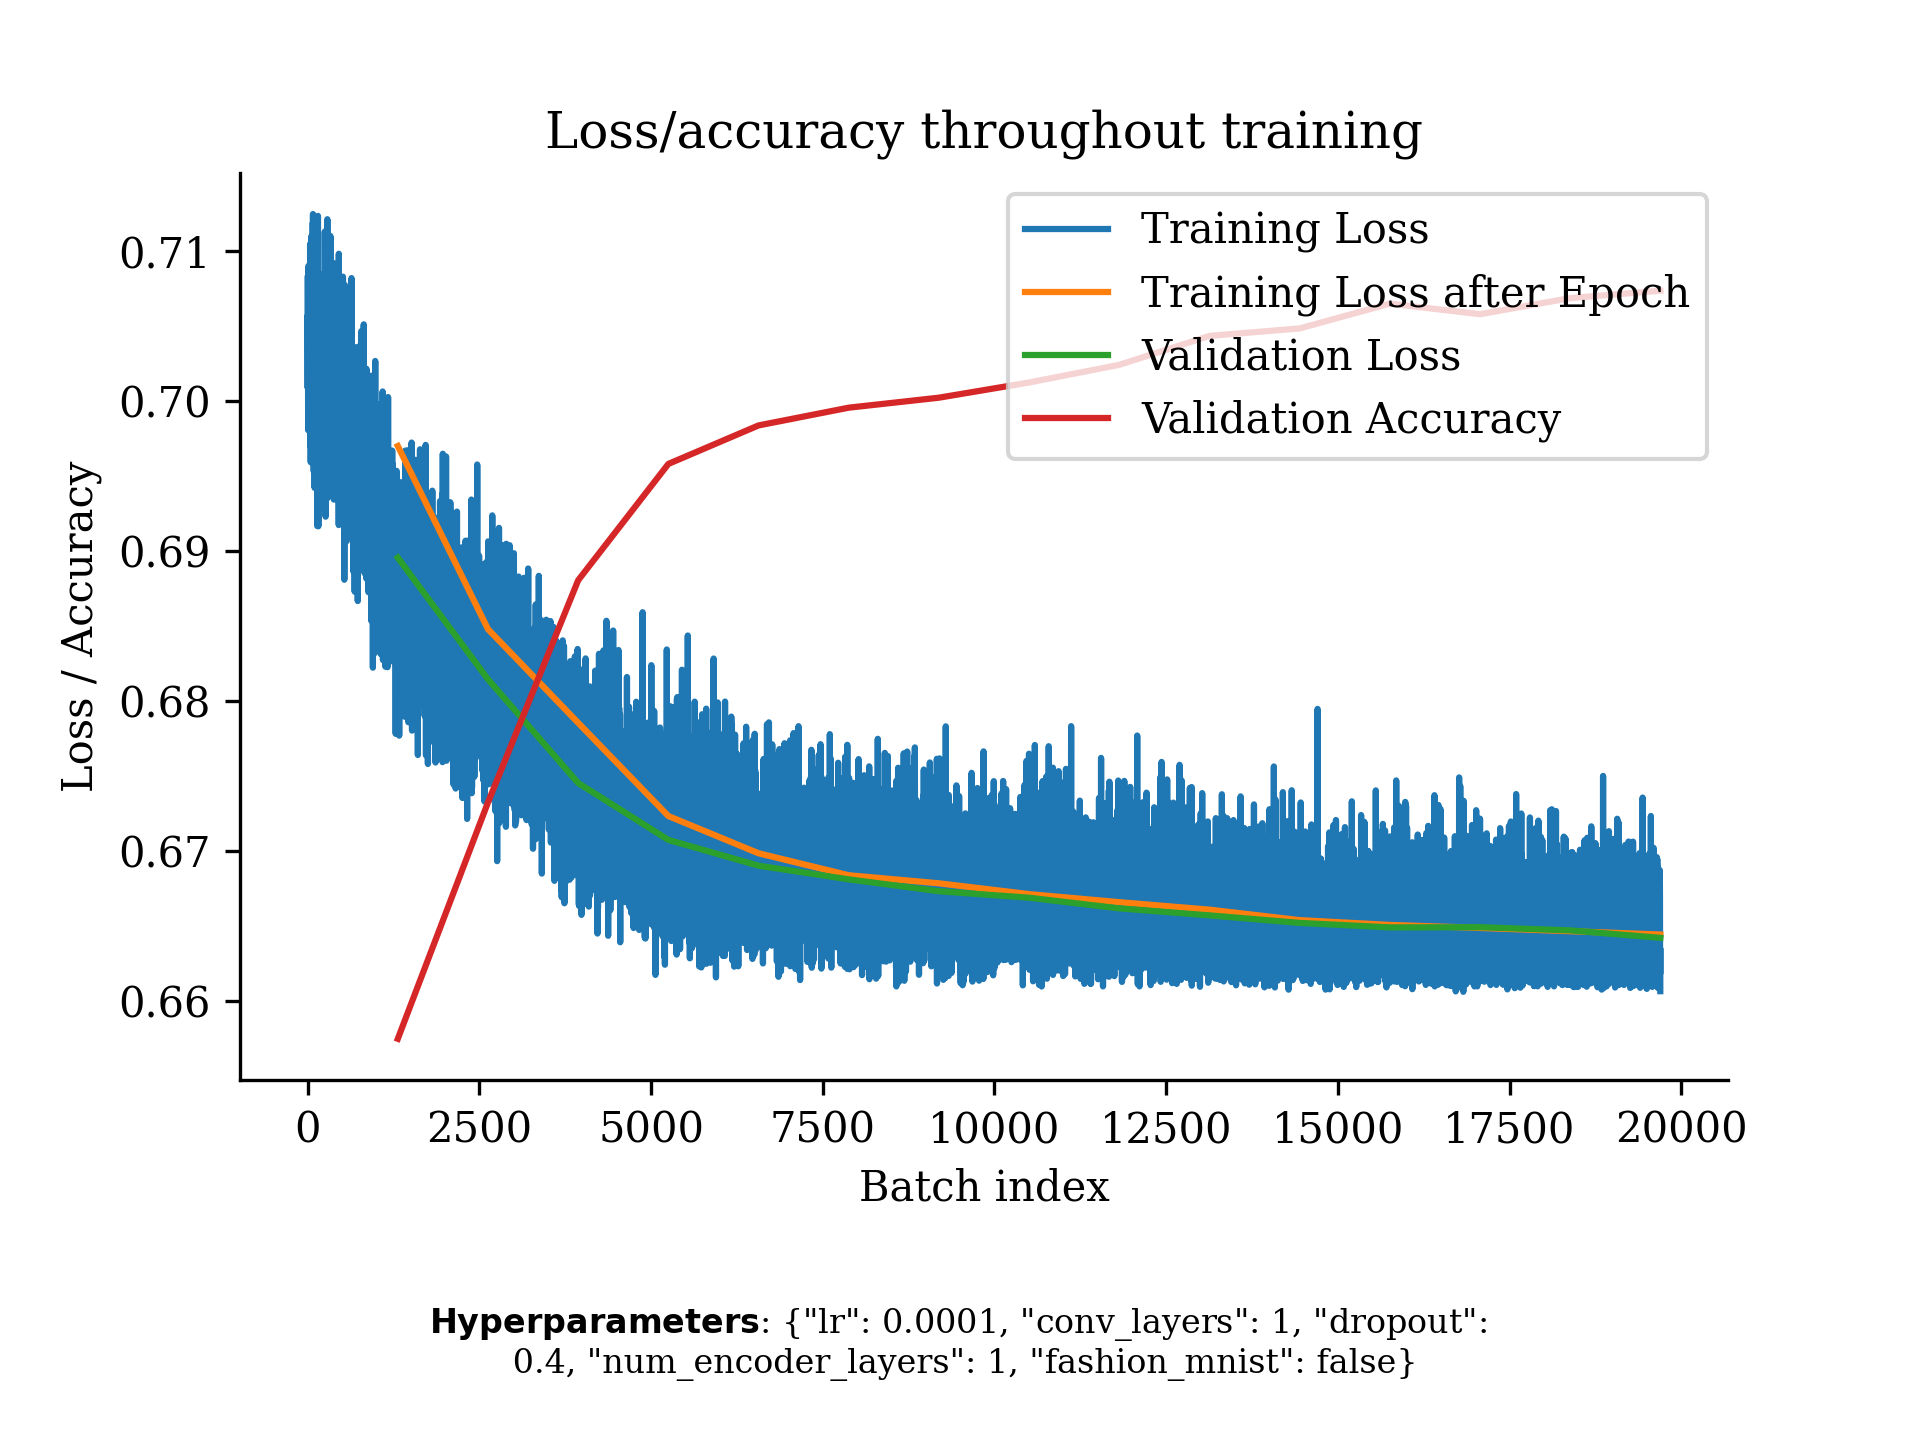 Loss/accuracy throughout training
Training Loss
Training Loss after Epoch
Validation Loss
Validation Accuracy
Loss / Accuracy
0.71
0.70
0.69
0.68
0.67
0.66
0 2500 5000 7500 10000 12500 15000 17500 20000
Batch index
Hyperparameters: {"lr": 0.0001, "conv_layers": 1, "dropout":
0.4, "num_encoder_layers": 1, "fashion_mnist": false}